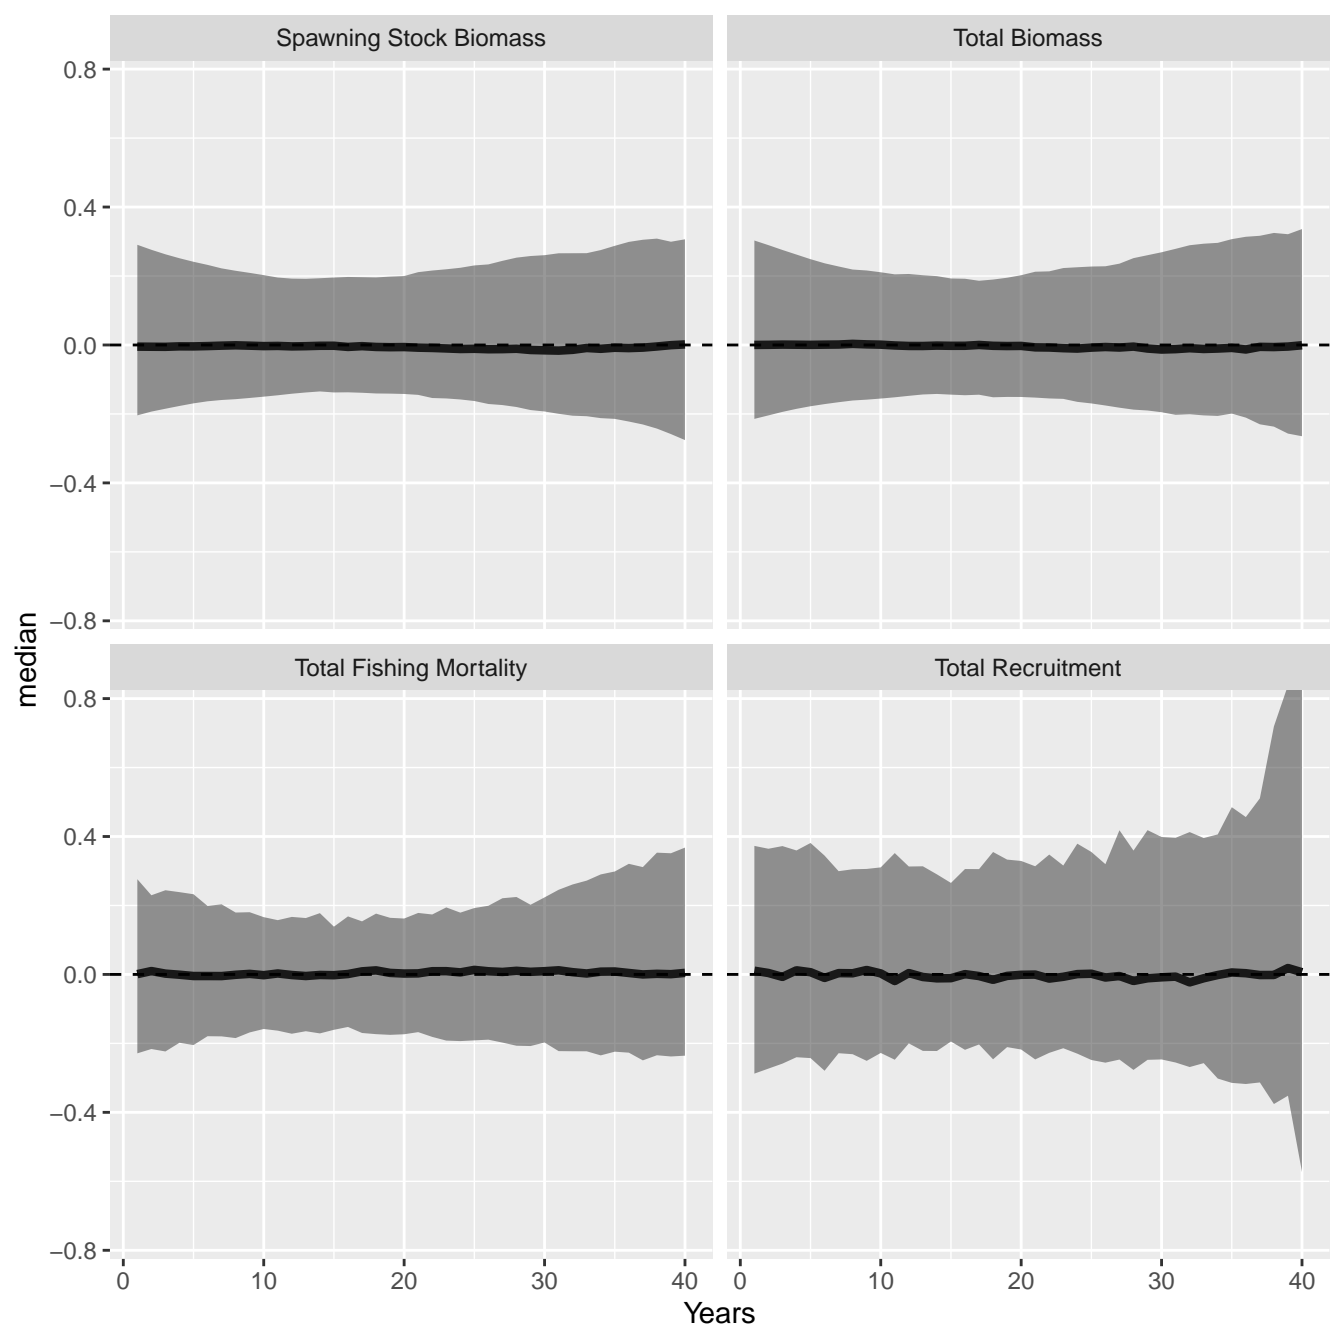 Spawning Stock Biomass
Total Biomass
0.8
0.4
0.0
−0.4
−0.8
median
Total Fishing Mortality
Total Recruitment
0.8
0.4
0.0
−0.4
−0.8
0 10 20 30 40
0 10 20 30 40
Years